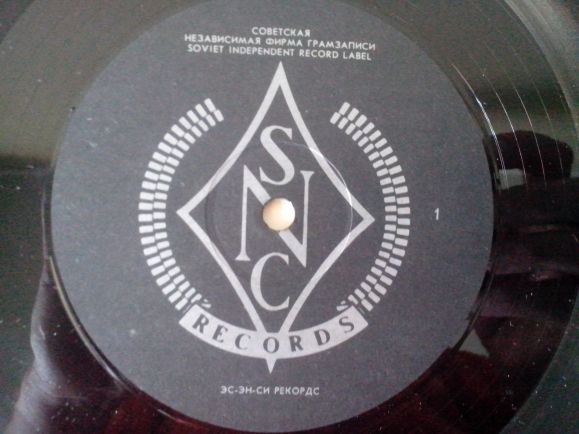 СОВЕТСКАЯ
НЕЗАВИСИМАЯ ФИРМА ГРАМЗАПИСИ
SOVIET INDEPENDENT RECORD LABEL
S
N
C
1
RECORDS
ЭС-ЭН-СИ РЕКОРДС